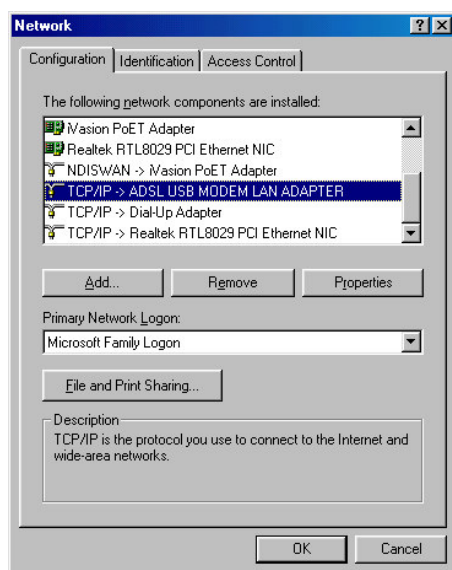 Network
Configuration Identification Access Control
The following network components are installed:
iVasion PoET Adapter
Realtek RTL8029 PCI Ethernet NIC
NDISWAN -> iVasion PoET Adapter
TCP/IP -> ADSL USB MODEM LAN ADAPTER
TCP/IP -> Dial-Up Adapter
TCP/IP -> Realtek RTL8029 PCI Ethernet NIC
Add... Remove Properties
Primary Network Logon:
Microsoft Family Logon
File and Print Sharing...
Description
TCP/IP is the protocol you use to connect to the Internet and
wide-area networks.
OK Cancel